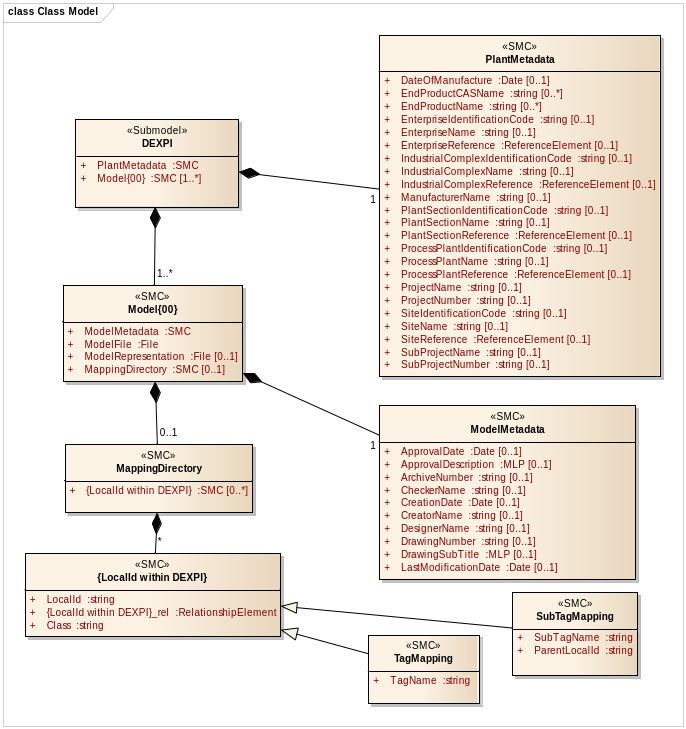 class Class Model
«SMC»
PlantMetadata
+ DateOfManufacture :Date [0..1]
+ EndProductCASName :string [0..*]
+ EndProductName :string [0..*]
+ EnterpriseIdentificationCode :string [0..1]
+ EnterpriseName :string [0..1]
+ EnterpriseReference :ReferenceElement [0..1]
+ IndustrialComplexIdentificationCode :string [0..1]
+ IndustrialComplexName :string [0..1]
+ IndustrialComplexReference :ReferenceElement [0..1]
+ ManufacturerName :string [0..1]
+ PlantSectionIdentificationCode :string [0..1]
+ PlantSectionName :string [0..1]
+ PlantSectionReference :ReferenceElement [0..1]
+ ProcessPlantIdentificationCode :string [0..1]
+ ProcessPlantName :string [0..1]
+ ProcessPlantReference :ReferenceElement [0..1]
+ ProjectName :string [0..1]
+ ProjectNumber :string [0..1]
+ SiteIdentificationCode :string [0..1]
+ SiteName :string [0..1]
+ SiteReference :ReferenceElement [0..1]
+ SubProjectName :string [0..1]
+ SubProjectNumber :string [0..1]
«Submodel»
DEXPI
+ PlantMetadata :SMC
+ Model{00} :SMC [1..*]
1
1..*
«SMC»
Model{00}
+ ModelMetadata :SMC
+ ModelFile :File
+ ModelRepresentation :File [0..1]
+ MappingDirectory :SMC [0..1]
0..1
1
«SMC»
ModelMetadata
+ ApprovalDate :Date [0..1]
+ ApprovalDescription :MLP [0..1]
+ ArchiveNumber :string [0..1]
+ CheckerName :string [0..1]
+ CreationDate :Date [0..1]
+ CreatorName :string [0..1]
+ DesignerName :string [0..1]
+ DrawingNumber :string [0..1]
+ DrawingSubTitle :MLP [0..1]
+ LastModificationDate :Date [0..1]
«SMC»
MappingDirectory
+ {LocalId within DEXPI} :SMC [0..*]
*
«SMC»
{LocalId within DEXPI}
+ LocalId :string
+ {LocalId within DEXPI}_rel :RelationshipElement
+ Class :string
«SMC»
SubTagMapping
+ SubTagName :string
+ ParentLocalId :string
«SMC»
TagMapping
+ TagName :string